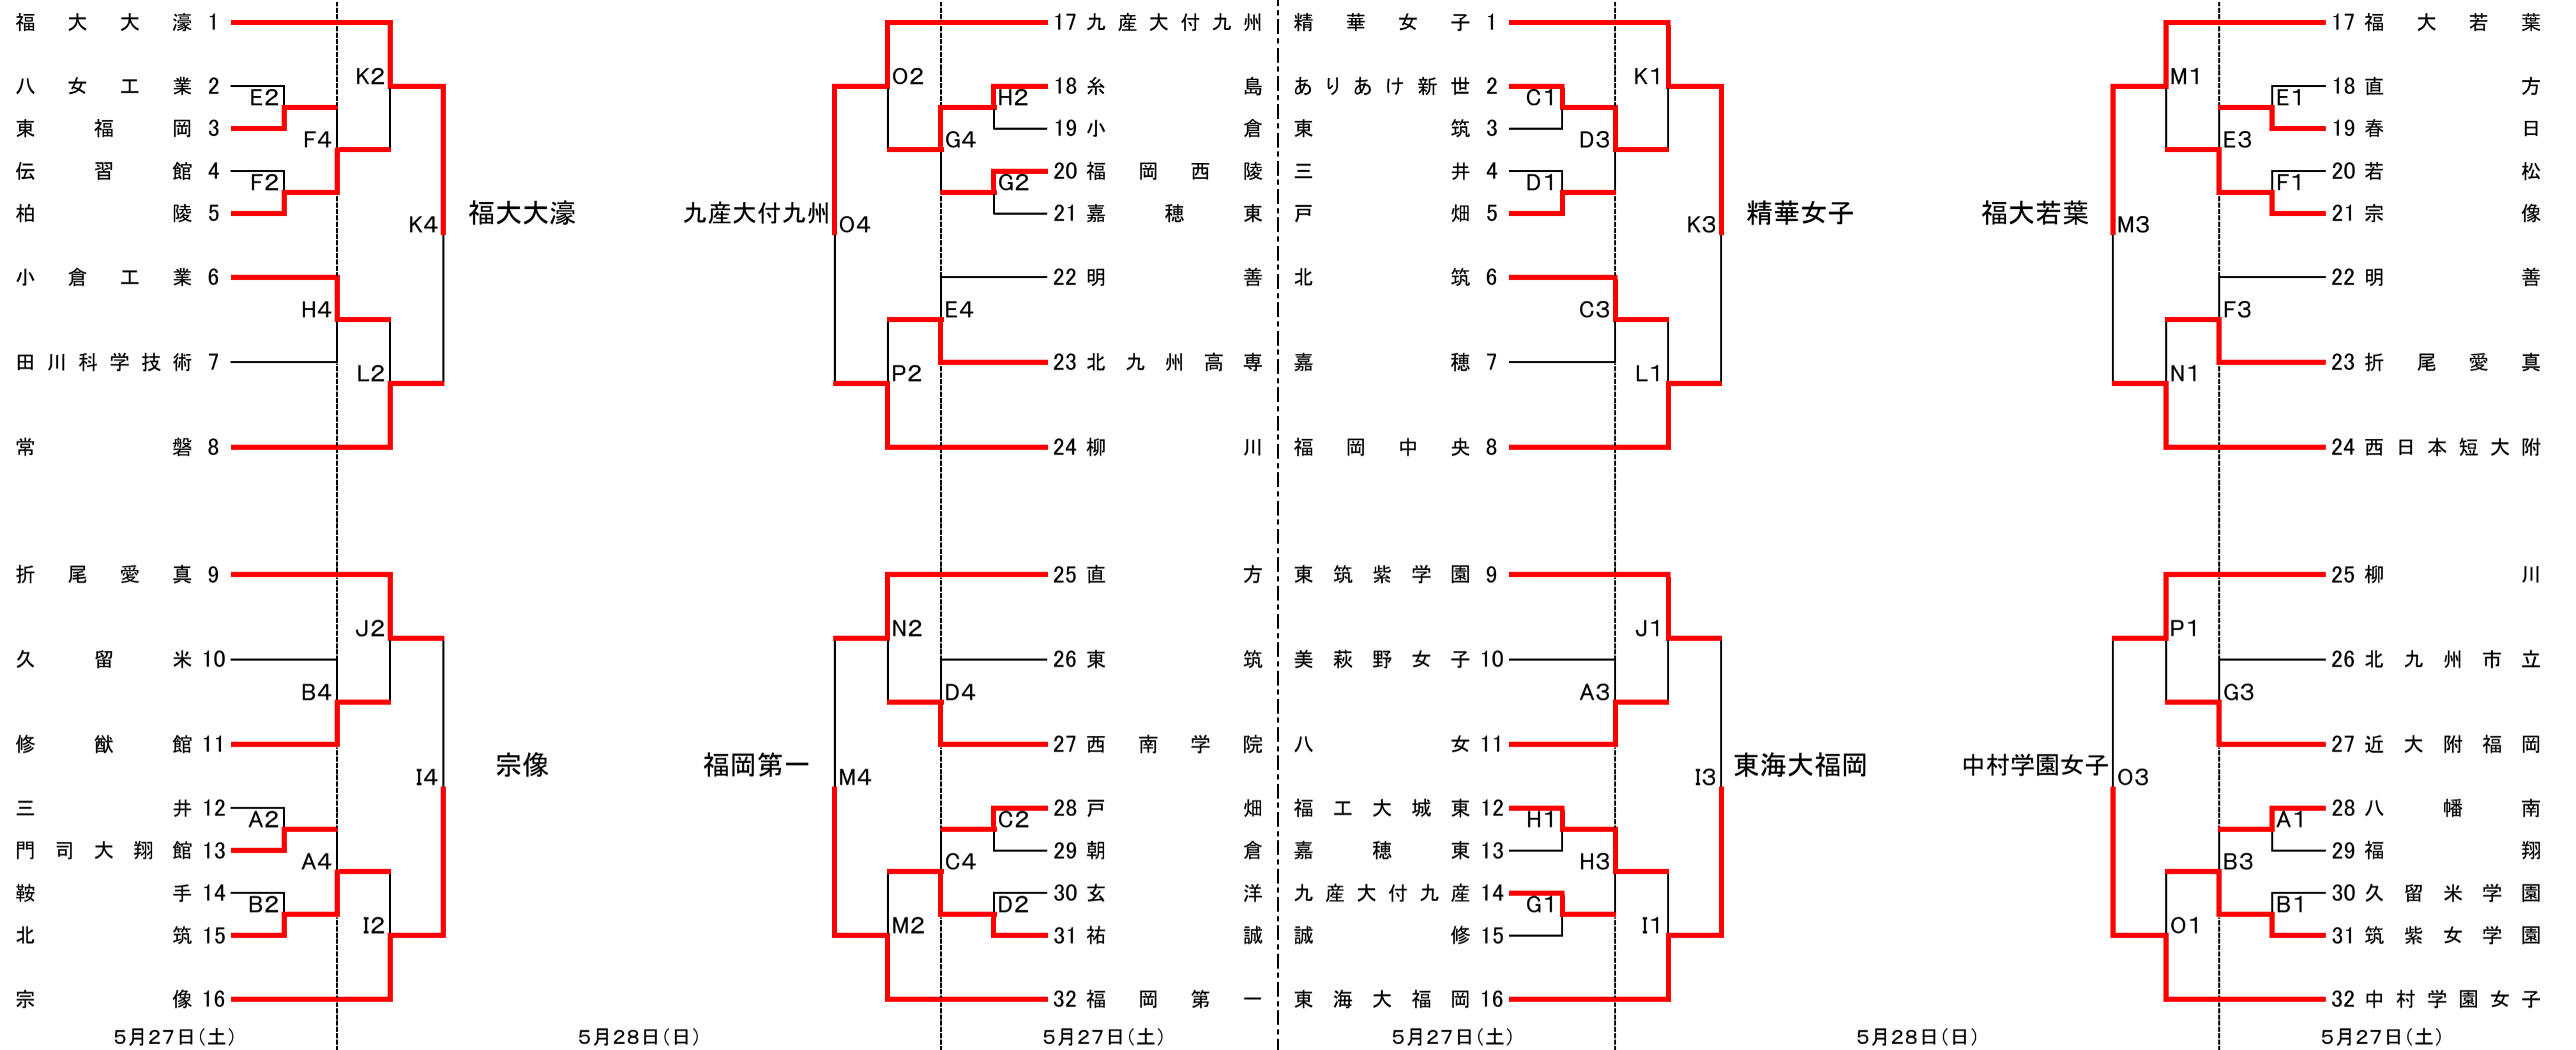 福大大濠 1
17 九産大付九州
精華女子 1
17 福大若葉
K2
O2
K1
M1
八女工業 2
18 糸島
ありあけ新世 2
18 直方
E2
H2
C1
E1
東福岡 3
19 小倉
東筑 3
19 春日
F4
G4
D3
E3
伝習館 4
20 福岡西陵
三井 4
20 若松
F2
G2
D1
F1
柏陵 5
福大大濠
九産大付九州
21 嘉穂東
戸畑 5
精華女子
福大若葉
21 宗像
K4
O4
K3
M3
小倉工業 6
22 明善
北筑 6
22 明善
H4
E4
C3
F3
田川科学技術 7
23 北九州高専
嘉穂 7
23 折尾愛真
L2
P2
L1
N1
常磐 8
24 柳川
福岡中央 8
24 西日本短大附
折尾愛真 9
25 直方
東筑紫学園 9
25 柳川
J2
N2
J1
P1
久留米 10
26 東筑
美萩野女子 10
26 北九州市立
B4
D4
A3
G3
修猷館 11
27 西南学院
八女 11
27 近大附福岡
宗像
福岡第一
東海大福岡
中村学園女子
I4
M4
I3
O3
三井 12
28 戸畑
福工大城東 12
28 八幡南
A2
C2
H1
A1
門司大翔館 13
29 朝倉
嘉穂東 13
29 福翔
A4
C4
H3
B3
鞍手 14
30 玄洋
九産大付九産 14
30 久留米学園
B2
D2
G1
B1
北筑 15
31 祐誠
誠修 15
31 筑紫女学園
I2
M2
I1
O1
宗像 16
32 福岡第一
東海大福岡 16
32 中村学園女子
5月27日(土)
5月28日(日)
5月27日(土)
5月27日(土)
5月28日(日)
5月27日(土)